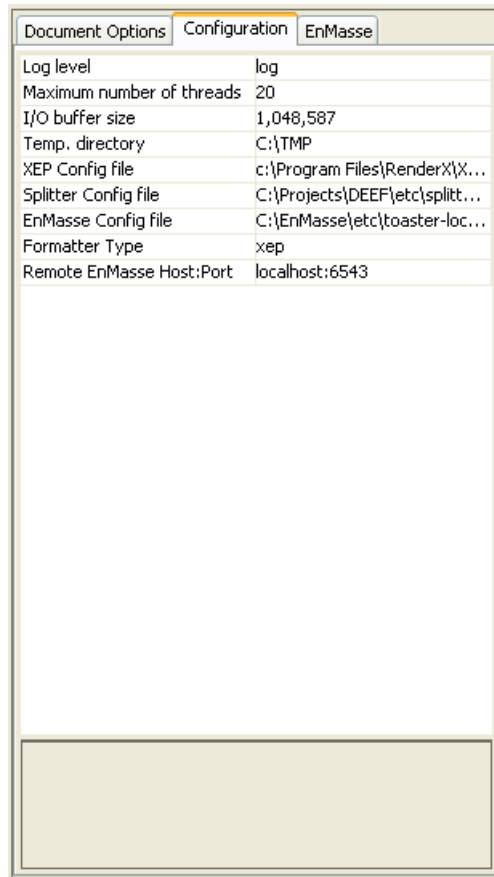 Document Options Configuration EnMasse
Log level log
Maximum number of threads 20
I/O buffer size 1,048,587
Temp. directory C:\TMP
XEP Config file c:\Program Files\RenderX\X...
Splitter Config file C:\Projects\DEEF\etc\splitt...
EnMasse Config file C:\EnMasse\etc\toaster-loc...
Formatter Type xep
Remote EnMasse Host:Port localhost:6543